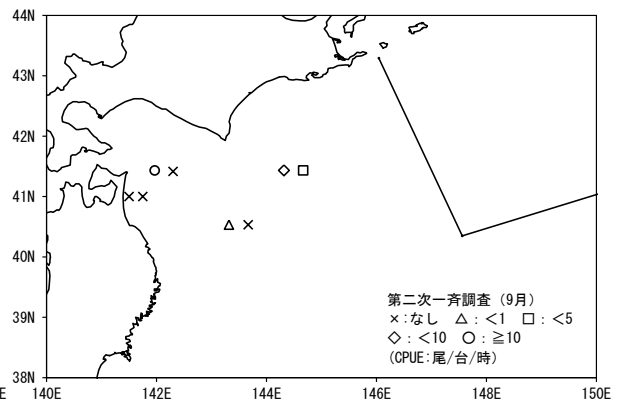 44N
43N
42N
41N
40N
39N
38N
第二次一斉調査（9月）
×：なし △：＜1 □：＜5
◇：＜10 ○：≧10
(CPUE：尾/台/時)
E 140E 142E 144E 146E 148E 150E